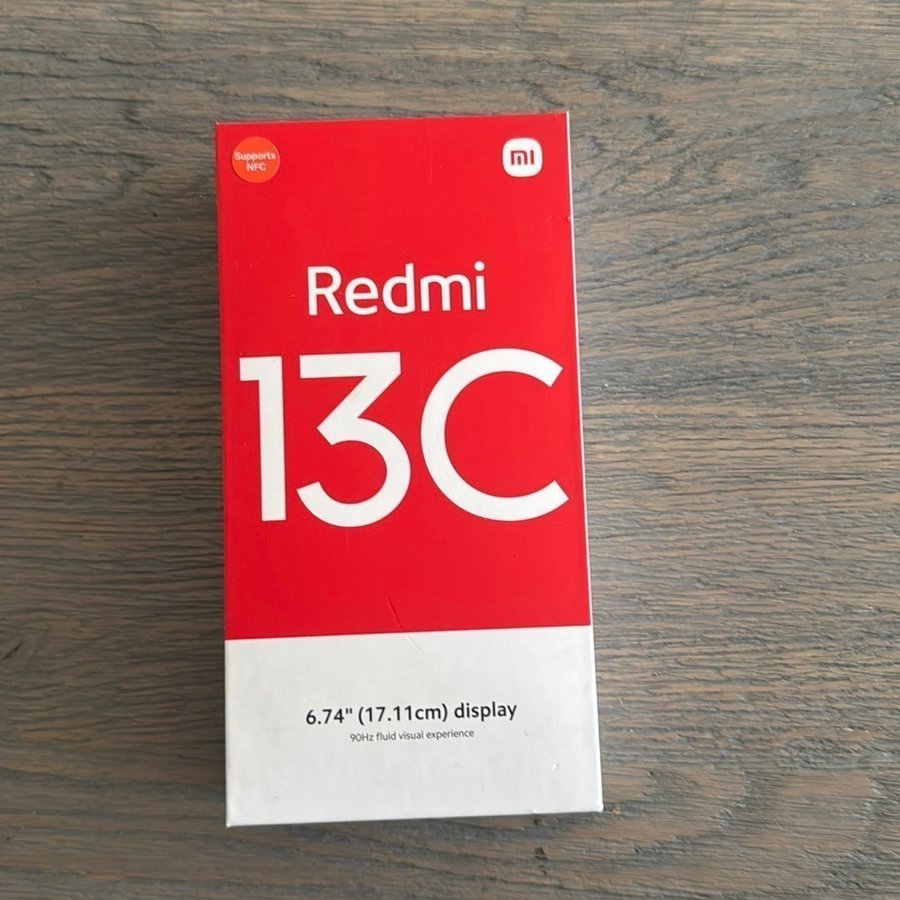 Supports
NFC
mi
Redmi
13C
6.74" (17.11cm) display
90Hz fluid visual experience